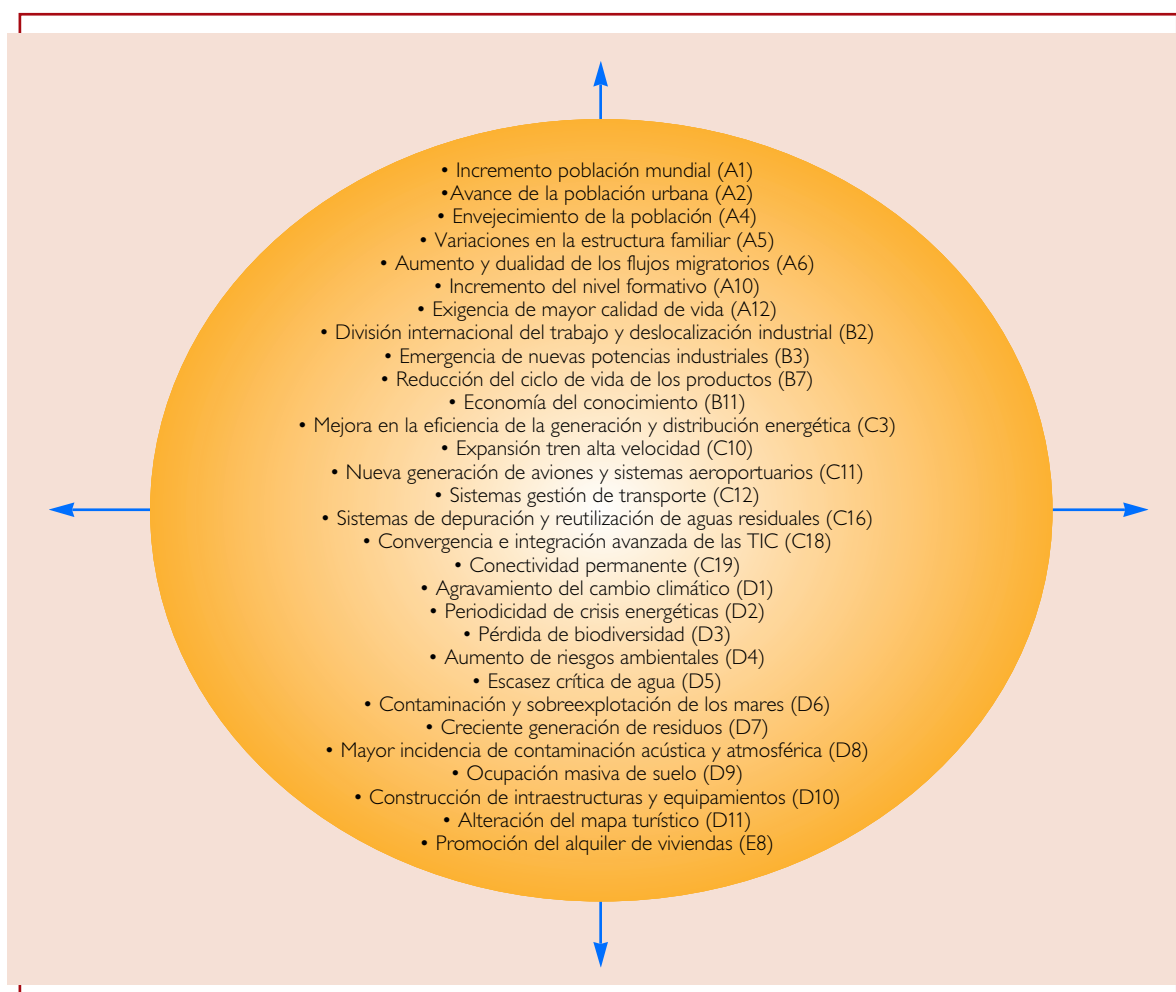 • Incremento población mundial (A1)
•Avance de la población urbana (A2)
• Envejecimiento de la población (A4)
• Variaciones en la estructura familiar (A5)
• Aumento y dualidad de los flujos migratorios (A6)
• Incremento del nivel formativo (A10)
• Exigencia de mayor calidad de vida (A12)
• División internacional del trabajo y deslocalización industrial (B2)
• Emergencia de nuevas potencias industriales (B3)
• Reducción del ciclo de vida de los productos (B7)
• Economía del conocimiento (B11)
• Mejora en la eficiencia de la generación y distribución energética (C3)
• Expansión tren alta velocidad (C10)
• Nueva generación de aviones y sistemas aeroportuarios (C11)
• Sistemas gestión de transporte (C12)
• Sistemas de depuración y reutilización de aguas residuales (C16)
• Convergencia e integración avanzada de las TIC (C18)
• Conectividad permanente (C19)
• Agravamiento del cambio climático (D1)
• Periodicidad de crisis energéticas (D2)
• Pérdida de biodiversidad (D3)
• Aumento de riesgos ambientales (D4)
• Escasez crítica de agua (D5)
• Contaminación y sobreexplotación de los mares (D6)
• Creciente generación de residuos (D7)
• Mayor incidencia de contaminación acústica y atmosférica (D8)
• Ocupación masiva de suelo (D9)
• Construcción de intraestructuras y equipamientos (D10)
• Alteración del mapa turístico (D11)
• Promoción del alquiler de viviendas (E8)